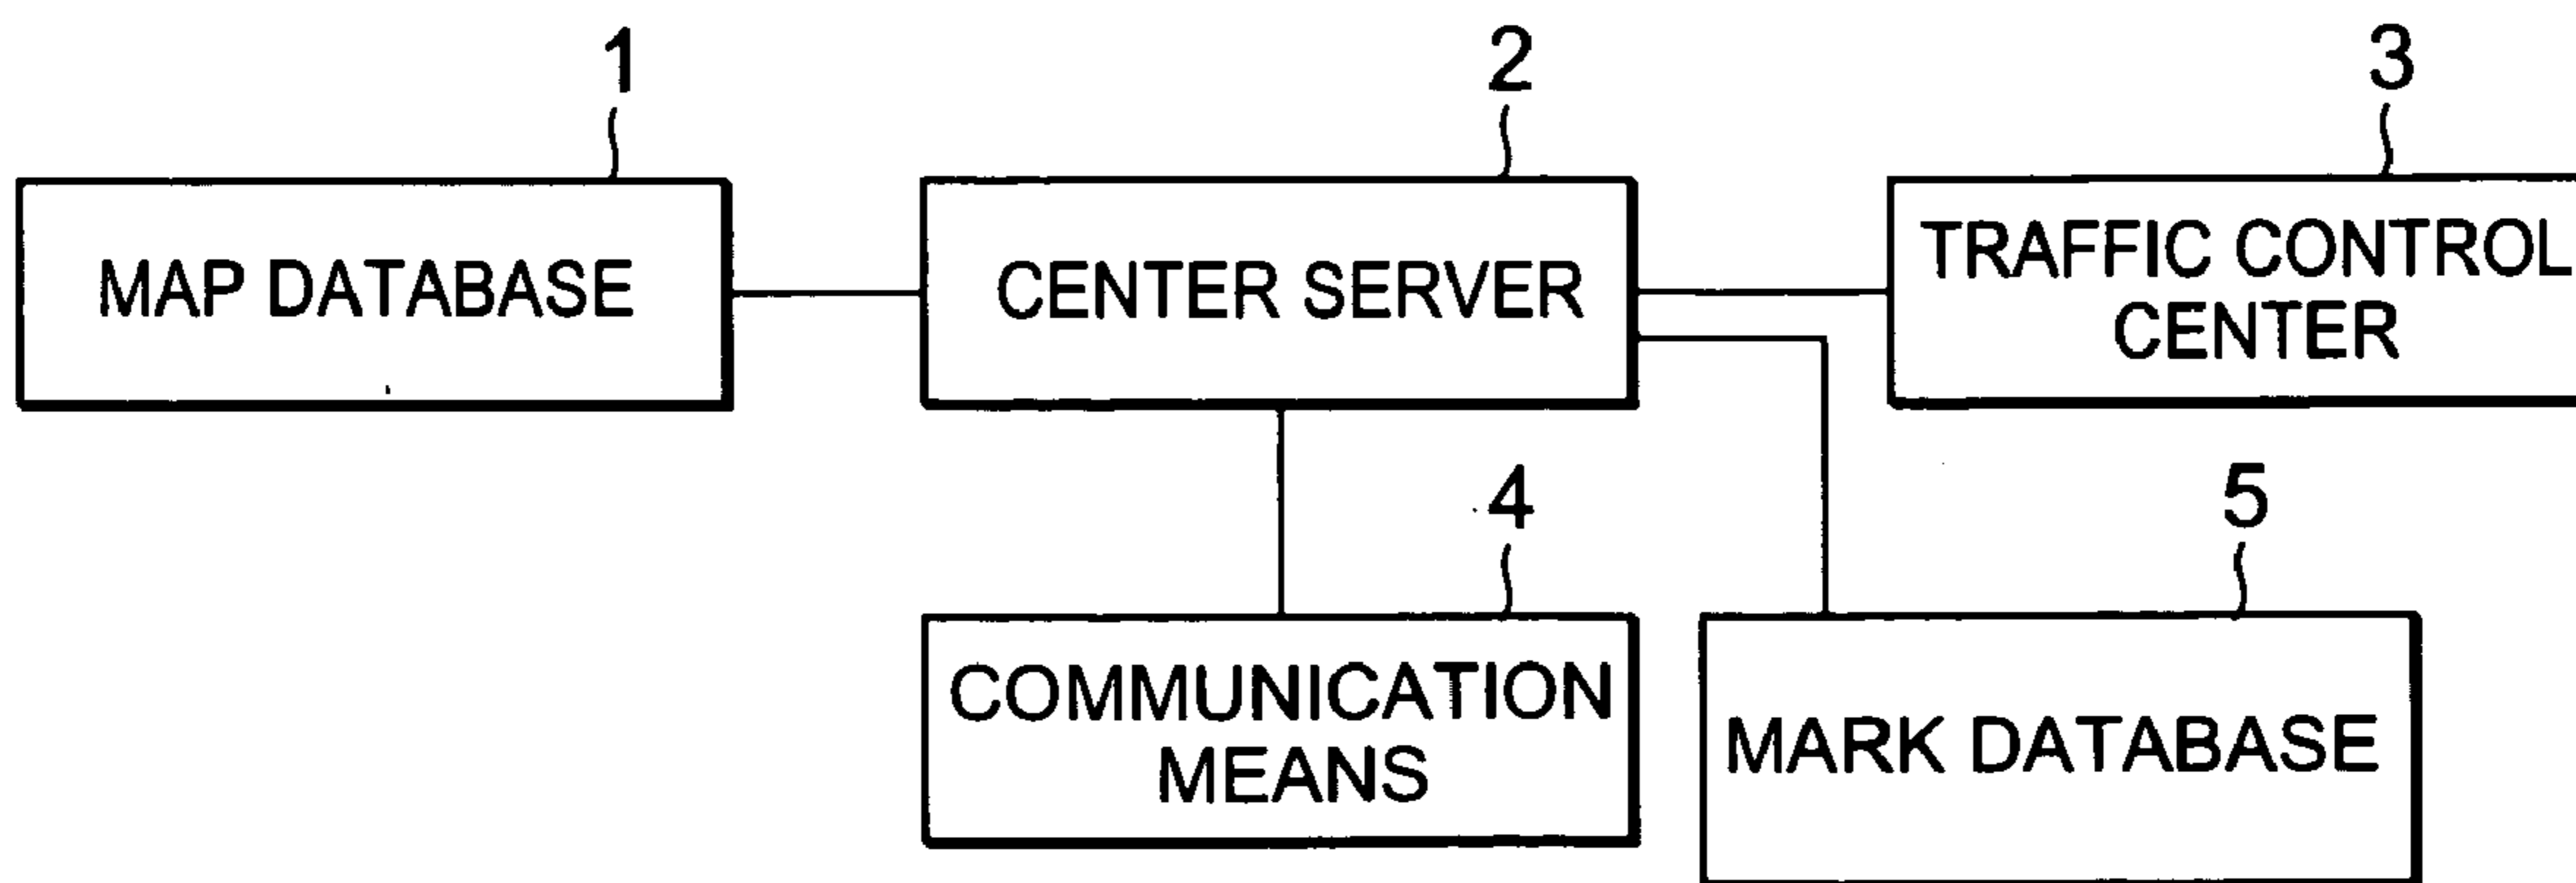 1
2
3
MAP DATABASE
CENTER SERVER
TRAFFIC CONTROL
CENTER
4
5
COMMUNICATION
MEANS
MARK DATABASE